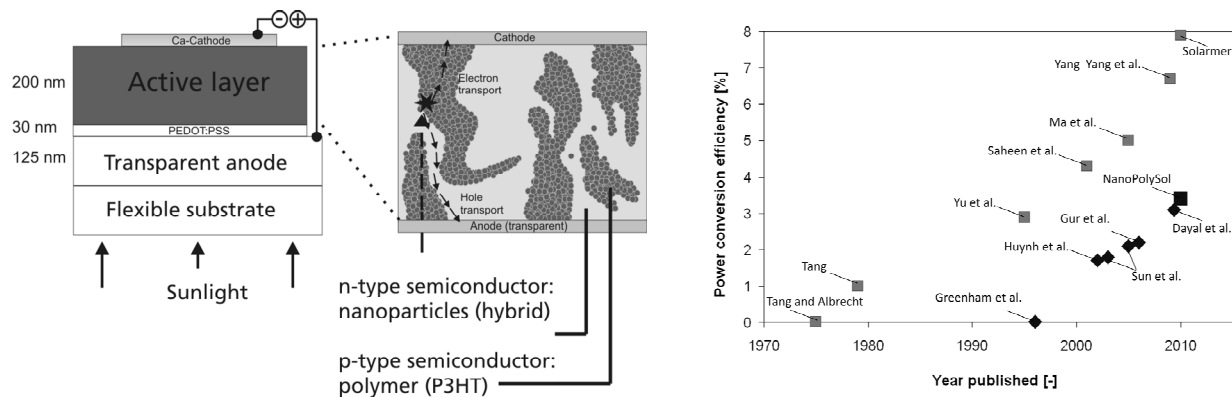 Ca-Cathode
− +
200 nm
Active layer
30 nm
PEDOT:PSS
125 nm
Transparent anode
Flexible substrate
Sunlight
Cathode
Electron
transport
Hole
transport
Anode (transparent)
n-type semiconductor:
nanoparticles (hybrid)
p-type semiconductor:
polymer (P3HT)
Power conversion efficiency [%]
8
7
6
5
4
3
2
1
0
Solarmer
Yang Yang et al.
Ma et al.
Saheen et al.
NanoPolySol
Yu et al.
Dayal et al.
Gur et al.
Huynh et al.
Sun et al.
Tang
Tang and Albrecht
Greenham et al.
1970
1980
1990
2000
2010
Year published [-]